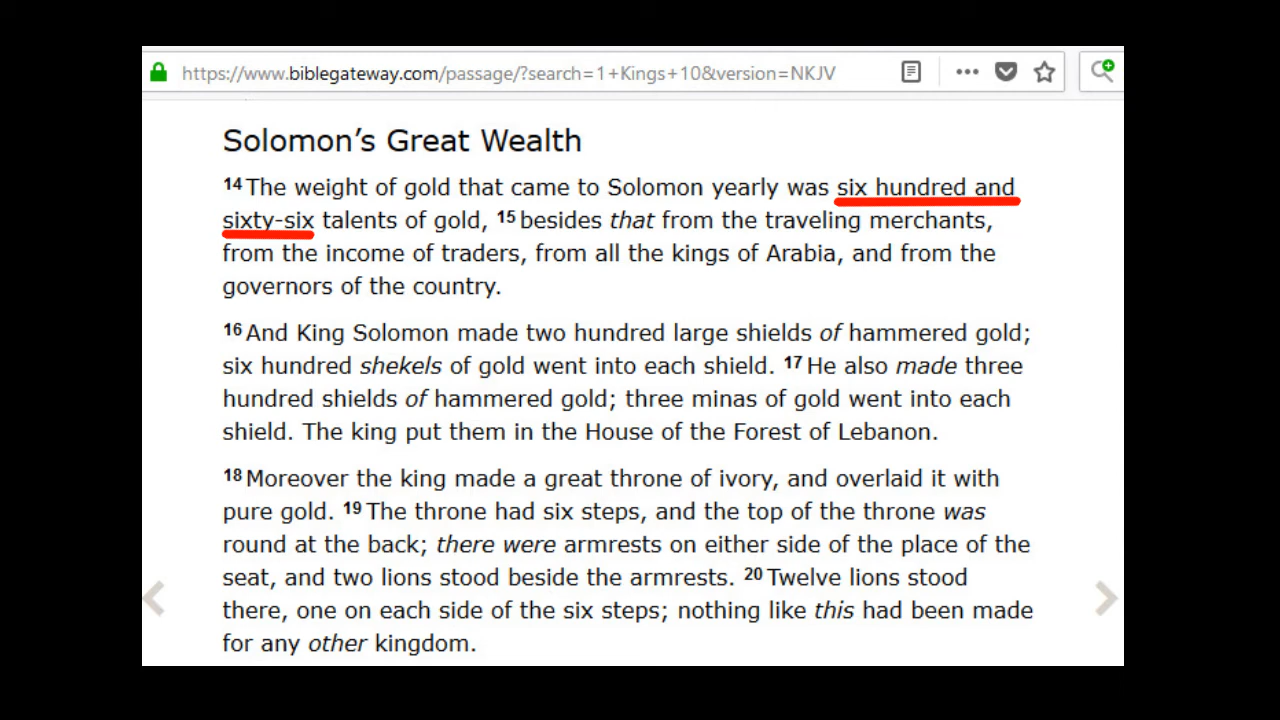 https://www.biblegateway.com/passage/?search=1+Kings+10&version=NKJV
Solomon’s Great Wealth
14 The weight of gold that came to Solomon yearly was six hundred and
sixty-six talents of gold, 15 besides that from the traveling merchants,
from the income of traders, from all the kings of Arabia, and from the
governors of the country.
16 And King Solomon made two hundred large shields of hammered gold;
six hundred shekels of gold went into each shield. 17 He also made three
hundred shields of hammered gold; three minas of gold went into each
shield. The king put them in the House of the Forest of Lebanon.
18 Moreover the king made a great throne of ivory, and overlaid it with
pure gold. 19 The throne had six steps, and the top of the throne was
round at the back; there were armrests on either side of the place of the
seat, and two lions stood beside the armrests. 20 Twelve lions stood
there, one on each side of the six steps; nothing like this had been made
for any other kingdom.